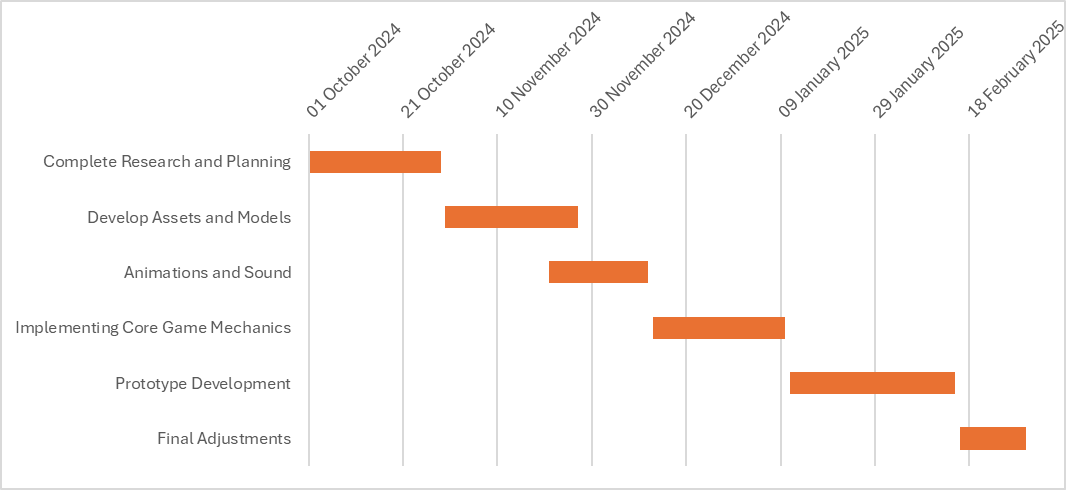 01 October 2024
21 October 2024
10 November 2024
30 November 2024
20 December 2024
09 January 2025
29 January 2025
18 February 2025
Complete Research and Planning
Develop Assets and Models
Animations and Sound
Implementing Core Game Mechanics
Prototype Development
Final Adjustments